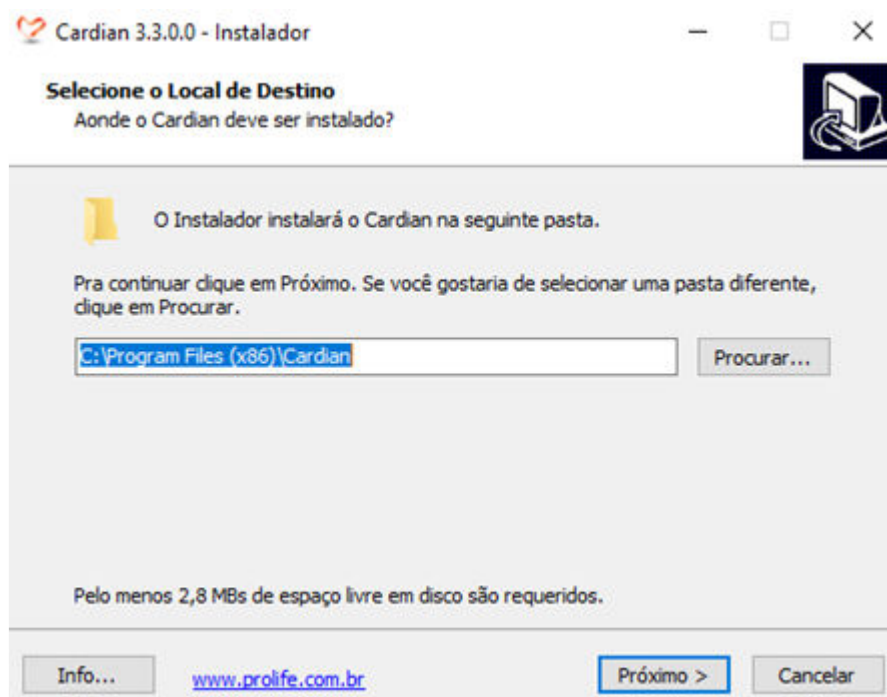 Cardian 3.3.0.0 - Instalador
Selecione o Local de Destino
Aonde o Cardian deve ser instalado?
O Instalador instalará o Cardian na seguinte pasta.
Pra continuar clique em Próximo. Se você gostaria de selecionar uma pasta diferente,
clique em Procurar.
C:\Program Files (x86)\Cardian
Procurar...
Pelo menos 2,8 MBs de espaço livre em disco são requeridos.
Info...
www.prolife.com.br
Próximo >
Cancelar